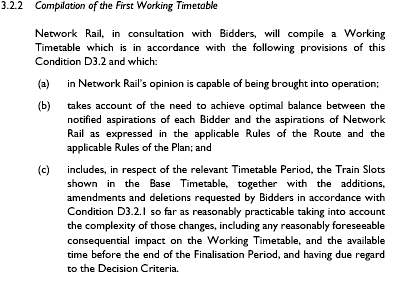 3.2.2 Compilation of the First Working Timetable
Network Rail, in consultation with Bidders, will compile a Working
Timetable which is in accordance with the following provisions of this
Condition D3.2 and which:
(a) in Network Rail's opinion is capable of being brought into operation;
(b) takes account of the need to achieve optimal balance between the
notified aspirations of each Bidder and the aspirations of Network
Rail as expressed in the applicable Rules of the Route and the
applicable Rules of the Plan; and
(c) includes, in respect of the relevant Timetable Period, the Train Slots
shown in the Base Timetable, together with the additions,
amendments and deletions requested by Bidders in accordance with
Condition D3.2.1 so far as reasonably practicable taking into account
the complexity of those changes, including any reasonably foreseeable
consequential impact on the Working Timetable, and the available
time before the end of the Finalisation Period, and having due regard
to the Decision Criteria.